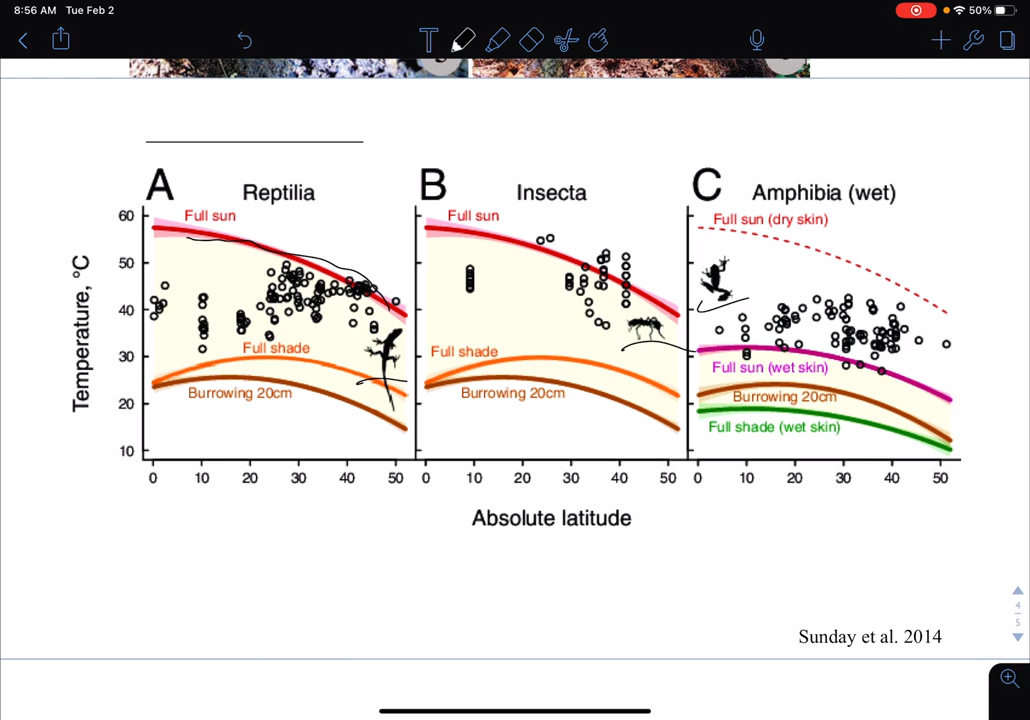 8:56 AM Tue Feb 2
50%
A Reptilia
B Insecta
C Amphibia (wet)
Temperature, °C
60
50
40
30
20
10
Full sun
Full shade
Burrowing 20cm
0 10 20 30 40 50
Full sun
Full shade
Burrowing 20cm
0 10 20 30 40 50
Full sun (dry skin)
Full sun (wet skin)
Burrowing 20cm
Full shade (wet skin)
0 10 20 30 40 50
Absolute latitude
Sunday et al. 2014
4
5